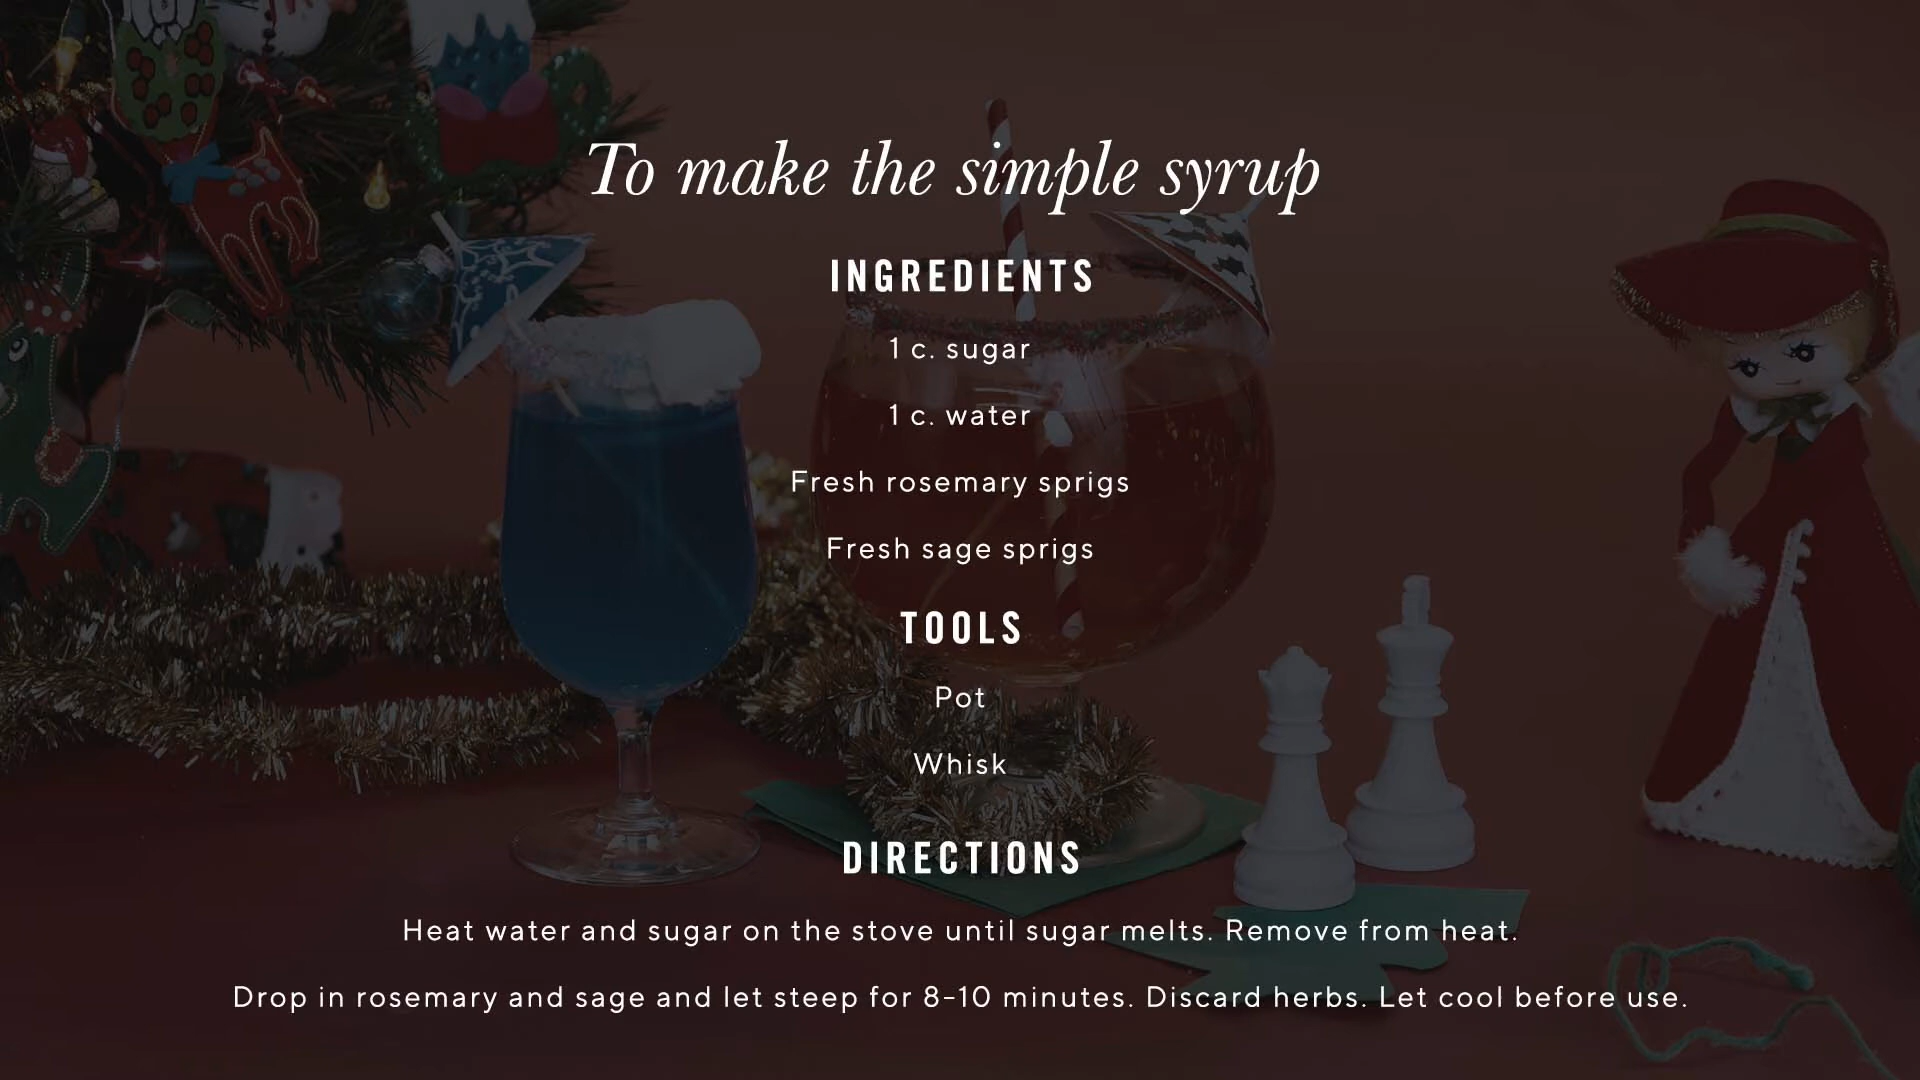 To make the simple syrup
INGREDIENTS
1 c. sugar
1 c. water
Fresh rosemary sprigs
Fresh sage sprigs
TOOLS
Pot
Whisk
DIRECTIONS
Heat water and sugar on the stove until sugar melts. Remove from heat.
Drop in rosemary and sage and let steep for 8-10 minutes. Discard herbs. Let cool before use.